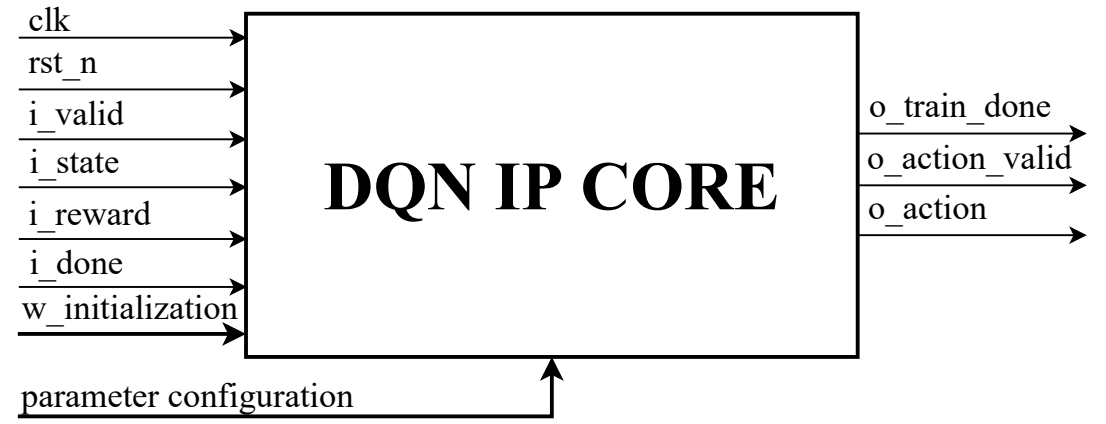 clk
rst_n
i_valid
i_state
i_reward
i_done
w_initialization
parameter configuration
DQN IP CORE
o_train_done
o_action_valid
o_action